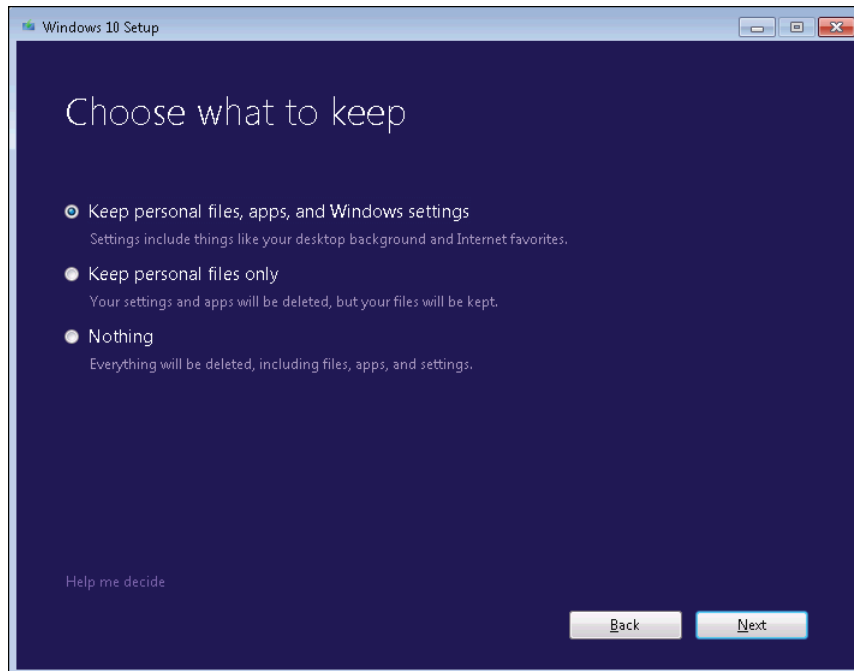 Windows 10 Setup
Choose what to keep
Keep personal files, apps, and Windows settings
Settings include things like your desktop background and Internet favorites.
Keep personal files only
Your settings and apps will be deleted, but your files will be kept.
Nothing
Everything will be deleted, including files, apps, and settings.
Help me decide
Back
Next